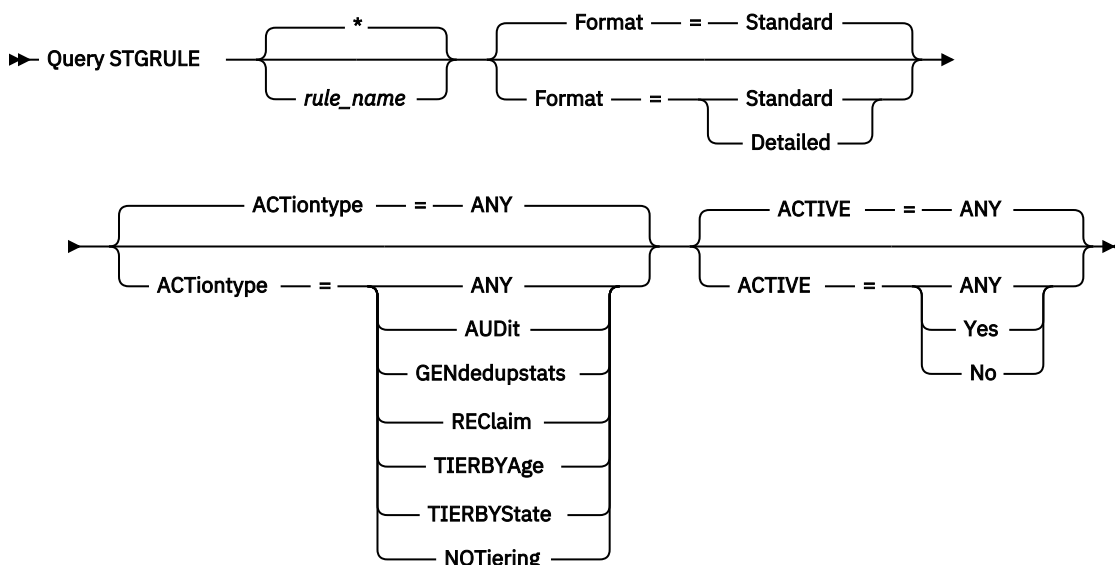 *
Format = Standard
Query STGRULE
rule_name
Format = Standard
Detailed
ACTiontype = ANY
ACTIVE = ANY
ACTiontype = ANY
ACTIVE = ANY
AUDit
Yes
GENdedupstats
No
REClaim
TIERBYAge
TIERBYState
NOTiering